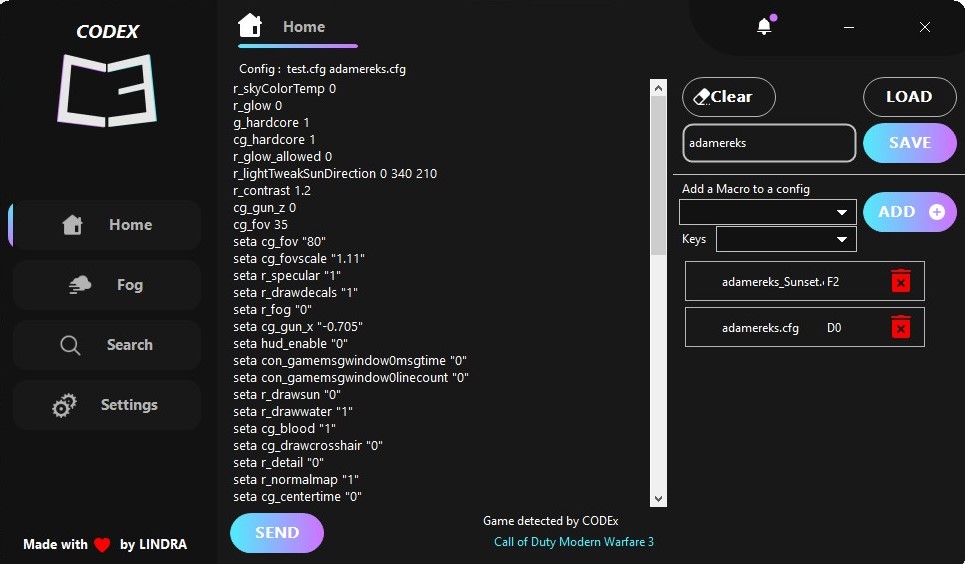 CODEX
Home
Home
Search
Fog
Settings
Made with by LINDRA
Config : test.cfg adamereks.cfg
r_skyColorTemp 0
r_glow 0
g_hardcore 1
cg_hardcore 1
r_glow_allowed 0
r_lightTweakSunDirection 0 340 210
r_contrast 1.2
cg_gun_z 0
cg_fov 35
seta cg_fov "80"
seta cg_fovscale "1.11"
seta r_specular "1"
seta r_drawdecals "1"
seta r_fog "0"
seta cg_gun_x "-0.705"
seta hud_enable "0"
seta con_gamemsgwindow0msgtime "0"
seta con_gamemsgwindow0linecount "0"
seta r_drawsun "0"
seta r_drawwater "1"
seta cg_blood "1"
seta cg_drawcrosshair "0"
seta r_detail "0"
seta r_normalmap "1"
seta cg_centertime "0"
SEND
Game detected by CODEx
Call of Duty Modern Warfare 3
Clear
LOAD
adamereks
SAVE
Add a Macro to a config
ADD
Keys
adamereks_Sunset. F2
adamereks.cfg D0